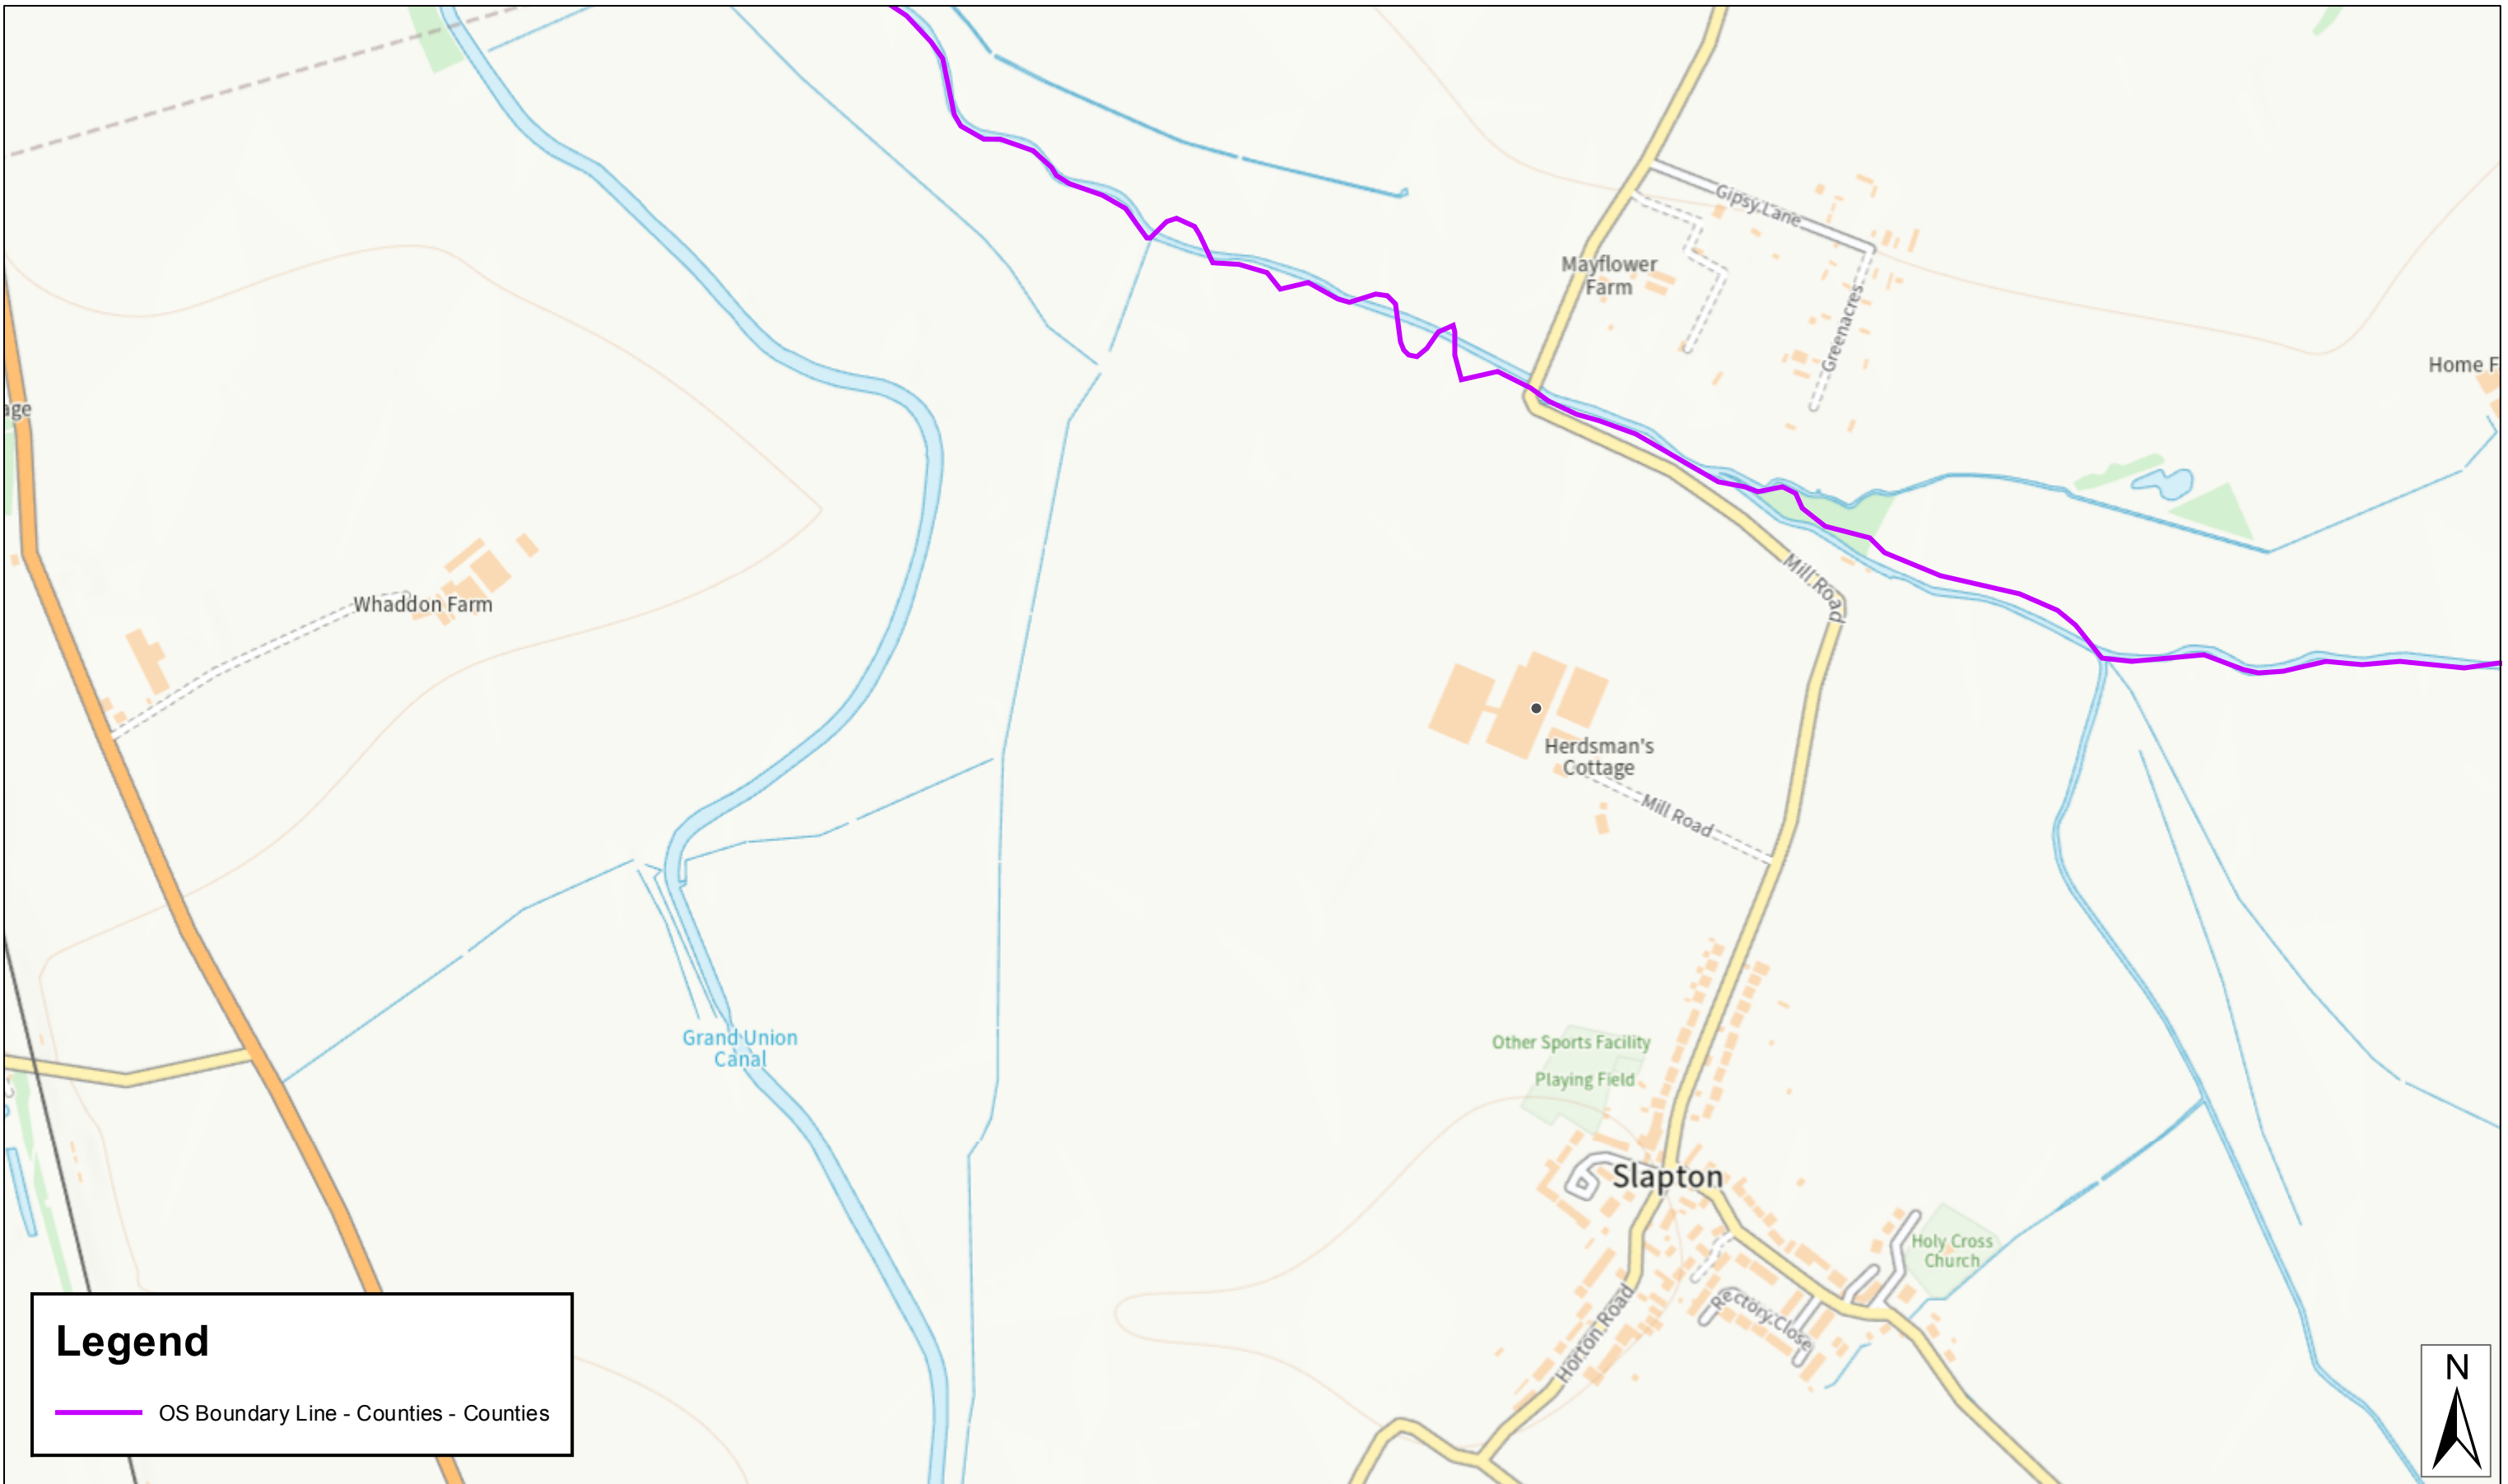 Gipsy Lane
Mayflower
Farm
Greenacres
Home F
age
Mill Road
Whaddon Farm
Herdsman's
Cottage
Mill Road
Grand Union
Canal
Other Sports Facility
Playing Field
Slapton
Holy Cross
Church
Rectory Close
Horton Road
Legend
OS Boundary Line - Counties - Counties
N